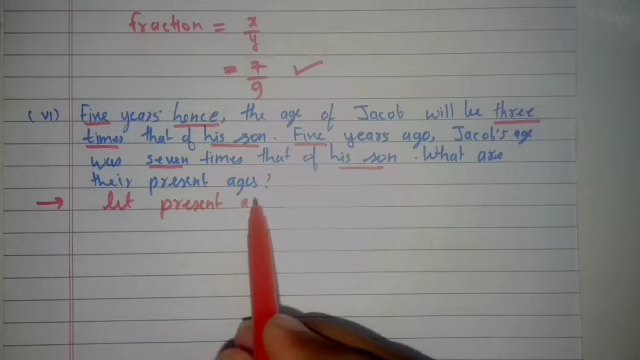 fraction = x/y
= 7/9 ✓
(VI) Five years hence, the age of Jacob will be three
times that of his son. Five years ago, Jacob's age
was seven times that of his son. What are
their present ages?
→ let present a